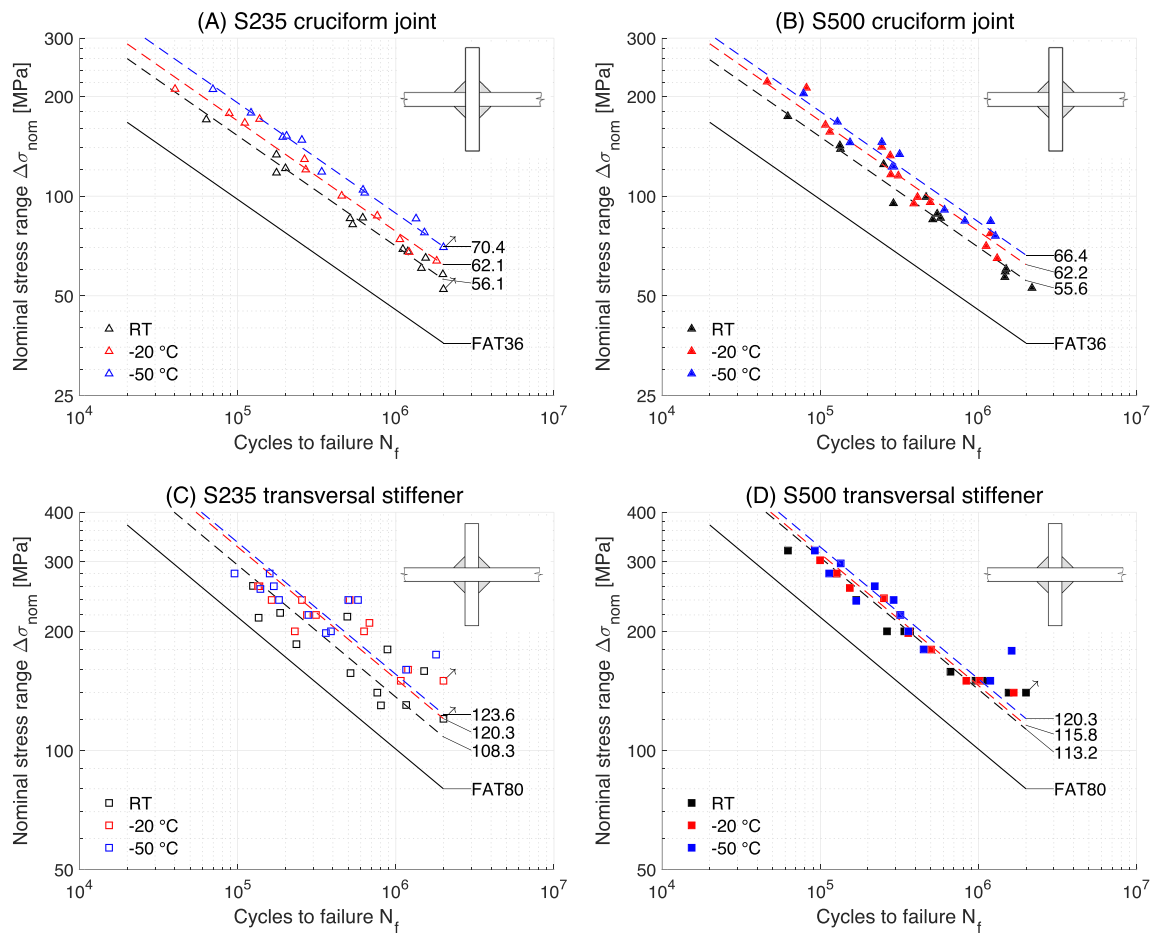 (A) S235 cruciform joint
300
200
100
50
25
Nominal stress range Δσnom [MPa]
70.4
62.1
56.1
FAT36
RT
-20 °C
-50 °C
10^4
10^5
10^6
10^7
Cycles to failure Nf
(B) S500 cruciform joint
300
200
100
50
25
Nominal stress range Δσnom [MPa]
66.4
62.2
55.6
FAT36
RT
-20 °C
-50 °C
10^4
10^5
10^6
10^7
Cycles to failure Nf
(C) S235 transversal stiffener
400
300
200
100
50
Nominal stress range Δσnom [MPa]
123.6
120.3
108.3
FAT80
RT
-20 °C
-50 °C
10^4
10^5
10^6
10^7
Cycles to failure Nf
(D) S500 transversal stiffener
400
300
200
100
50
Nominal stress range Δσnom [MPa]
120.3
115.8
113.2
FAT80
RT
-20 °C
-50 °C
10^4
10^5
10^6
10^7
Cycles to failure Nf